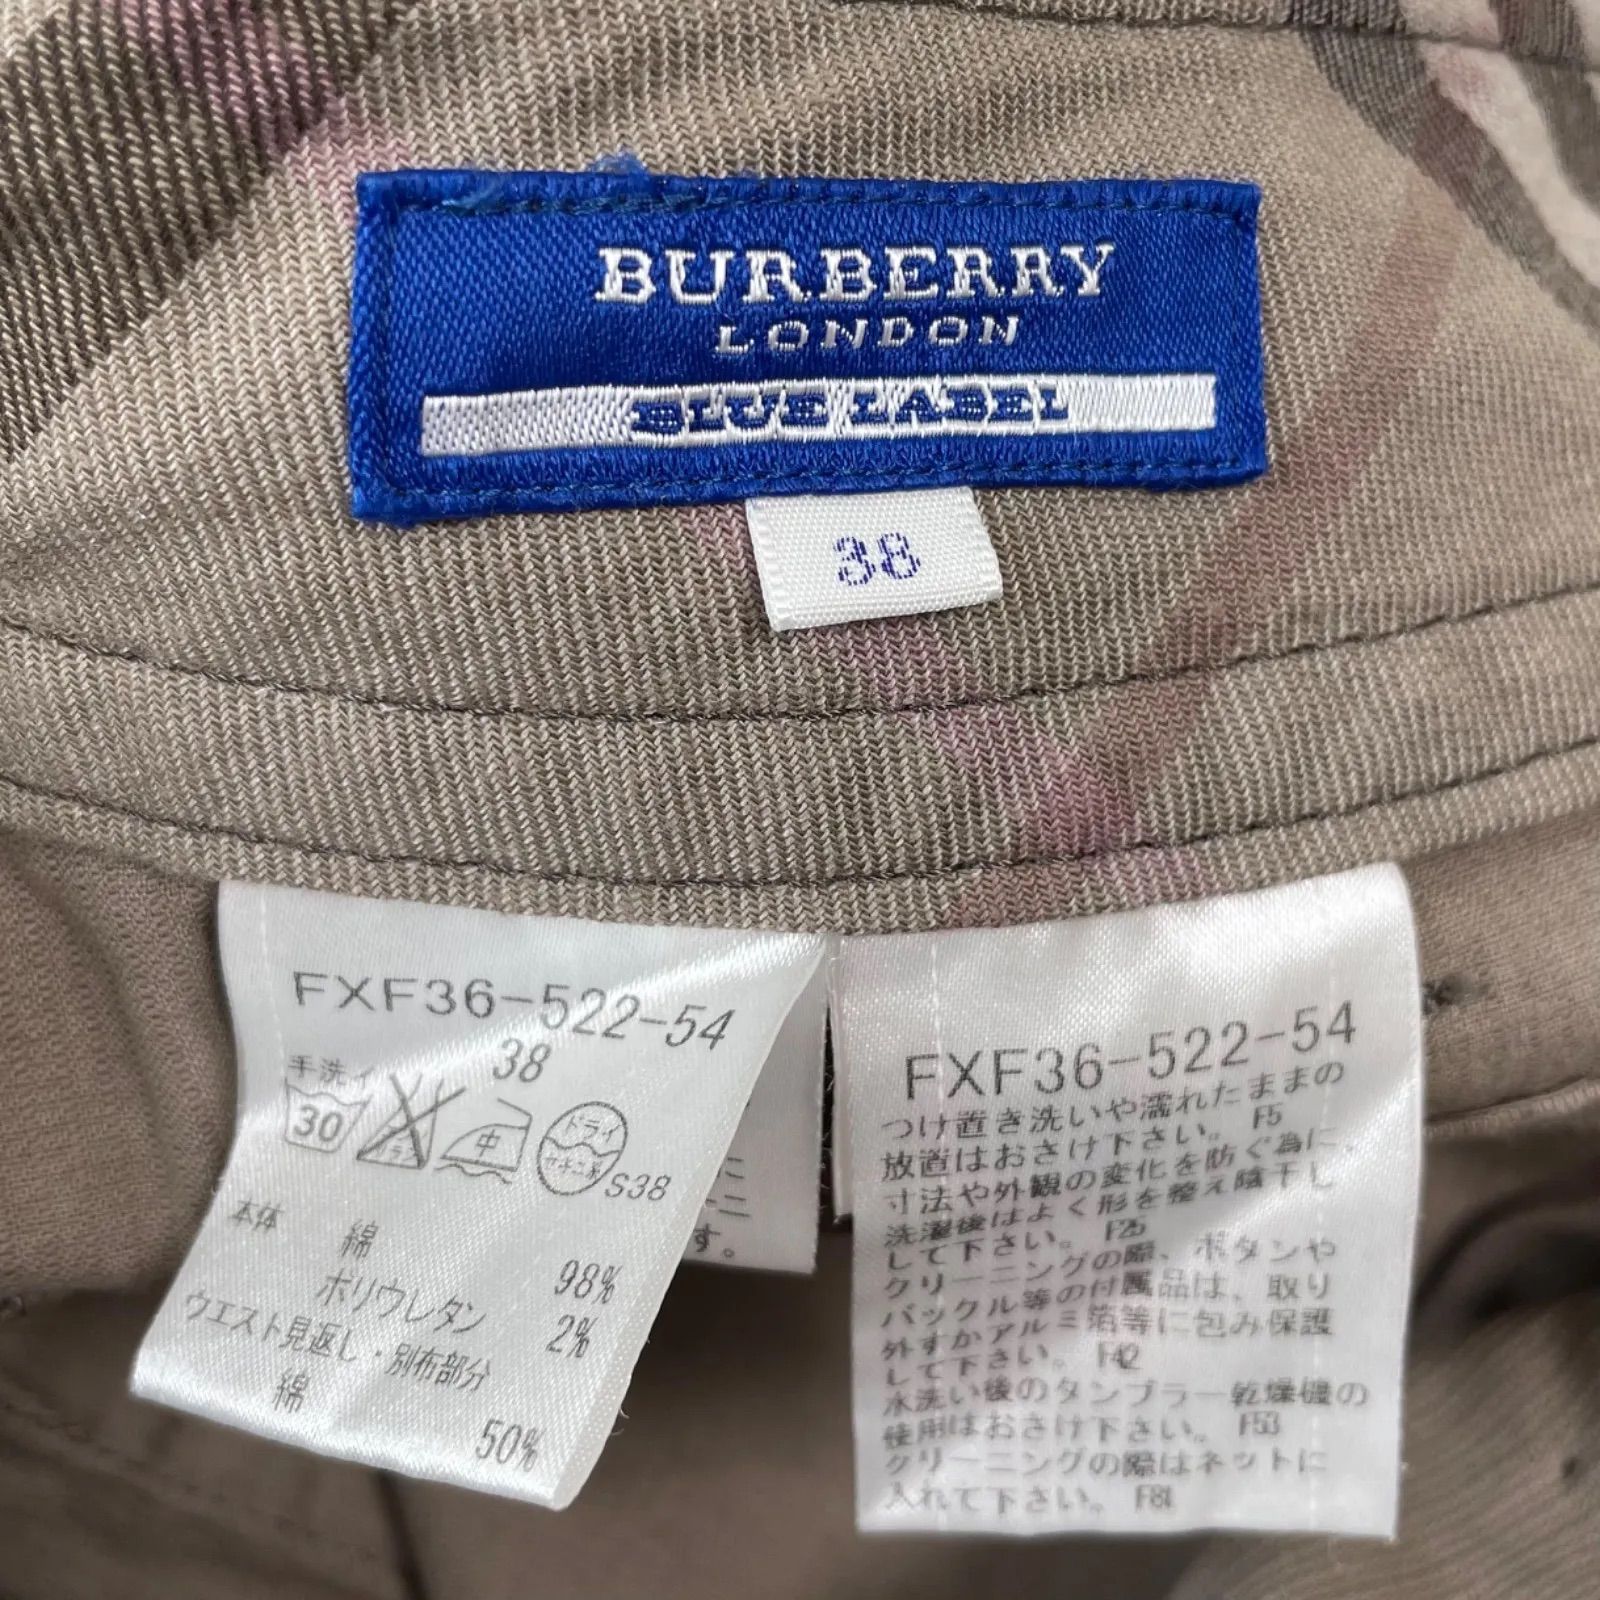 BURBERRY
LONDON
BLUE LABEL
38
FXF36-522-54
38
手洗イ
30
中
ドライ
S38
本体 綿 98%
ポリウレタン 2%
ウエスト見返し・別布部分
綿 50%
に
ニ
す。
FXF36-522-54
つけ置き洗いや濡れたままの
放置はおさけ下さい。 F5
寸法や外観の変化を防ぐ為に、
洗濯後はよく形を整え陰干し
して下さい。 F25
クリーニングの際、ボタンや
バックル等の付属品は、取り
外すかアルミ箔等に包み保護
して下さい。 F42
水洗い後のタンブラー乾燥機の
使用はおさけ下さい。 F53
クリーニングの際はネットに
入れて下さい。 F81